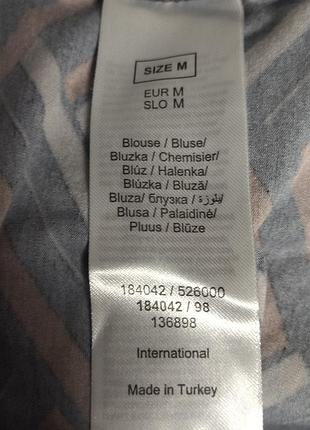 SIZE M
EUR M
SLO M
Blouse / Bluse/
Bluzka / Chemisier/
Blúz / Halenka/
Blúzka / Bluză/
Bluza/ блузка / بلوزة/
Blusa / Palaidinė/
Pluus / Blūze
184042 / 526000
184042 / 98
136898
International
Made in Turkey